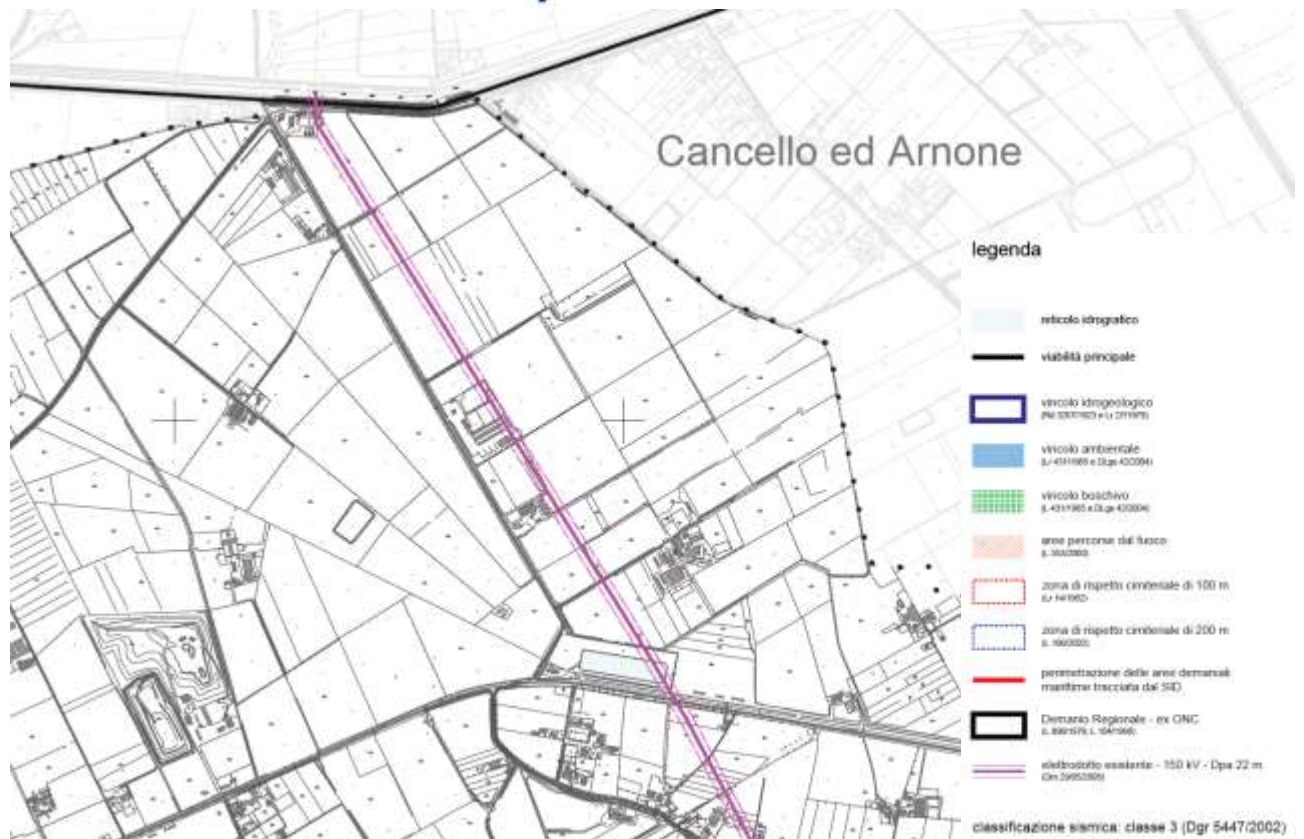 Cancello ed Arnone
legenda
reticolo idrografico
viabilità principale
vincolo idrogeologico
vincolo ambientale
vincolo boschivo
aree percorse dal fuoco
zona di rispetto cimiteriale di 100 m
zona di rispetto cimiteriale di 200 m
perimetrazione delle aree demaniali
marittime tracciata dal SID
Demanio Regionale - ex ONC
elettrodotto esistente - 150 kV - Dpa 22 m
classificazione sismica: classe 3 (Dgr 5447/2002)